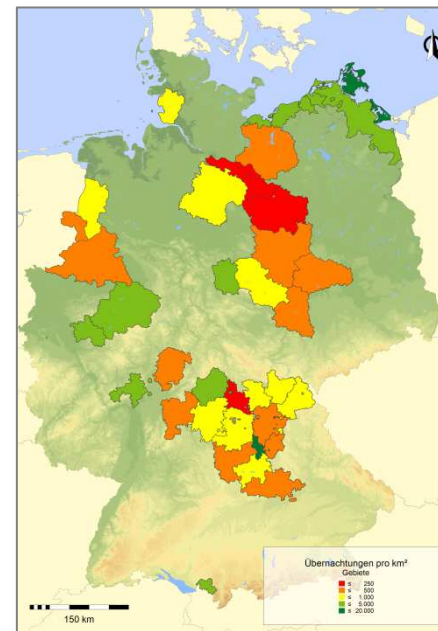 Übernachtungen pro km²
Gebiete
≤ 250
≤ 500
≤ 1.000
≤ 5.000
≤ 20.000
150 km